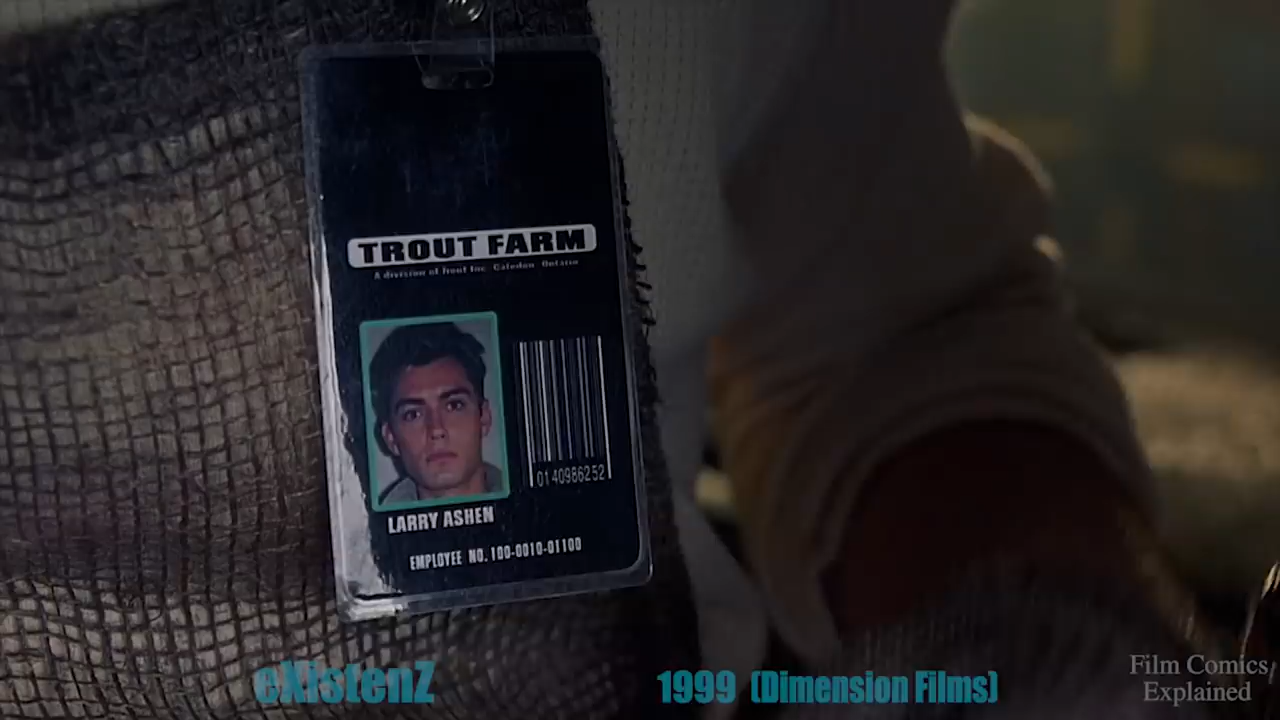 TROUT FARM
A division of Trout Inc. Caledon Ontario
0140986252
LARRY ASHEN
EMPLOYEE NO. 100-0010-01100
eXistenZ
1999 (Dimension Films)
Film Comics
Explained